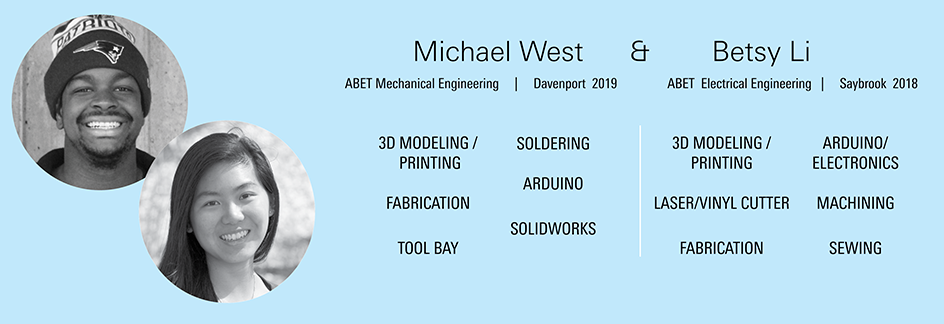 PATRIOTS
Michael West & Betsy Li
ABET Mechanical Engineering | Davenport 2019
ABET Electrical Engineering | Saybrook 2018
3D MODELING /
PRINTING
FABRICATION
TOOL BAY
SOLDERING
ARDUINO
SOLIDWORKS
3D MODELING /
PRINTING
LASER/VINYL CUTTER
FABRICATION
ARDUINO/
ELECTRONICS
MACHINING
SEWING